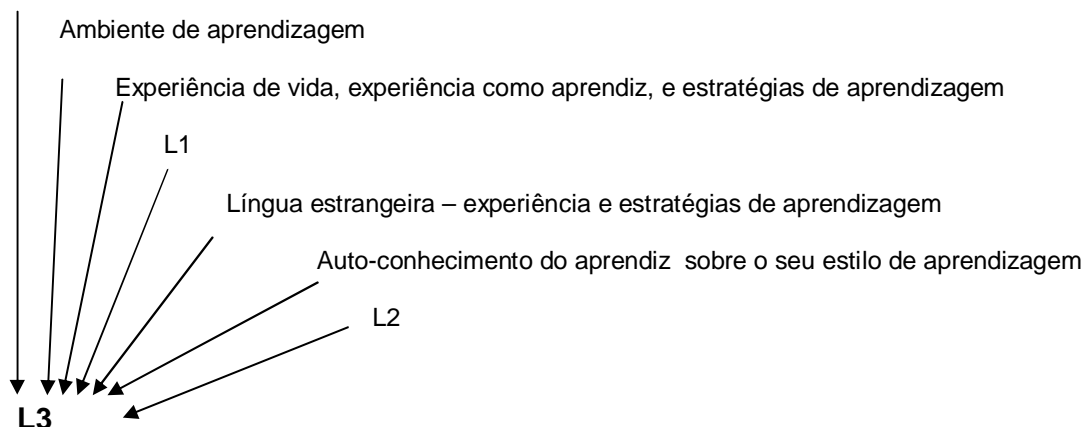 Ambiente de aprendizagem
Experiência de vida, experiência como aprendiz, e estratégias de aprendizagem
L1
Língua estrangeira – experiência e estratégias de aprendizagem
Auto-conhecimento do aprendiz sobre o seu estilo de aprendizagem
L2
L3